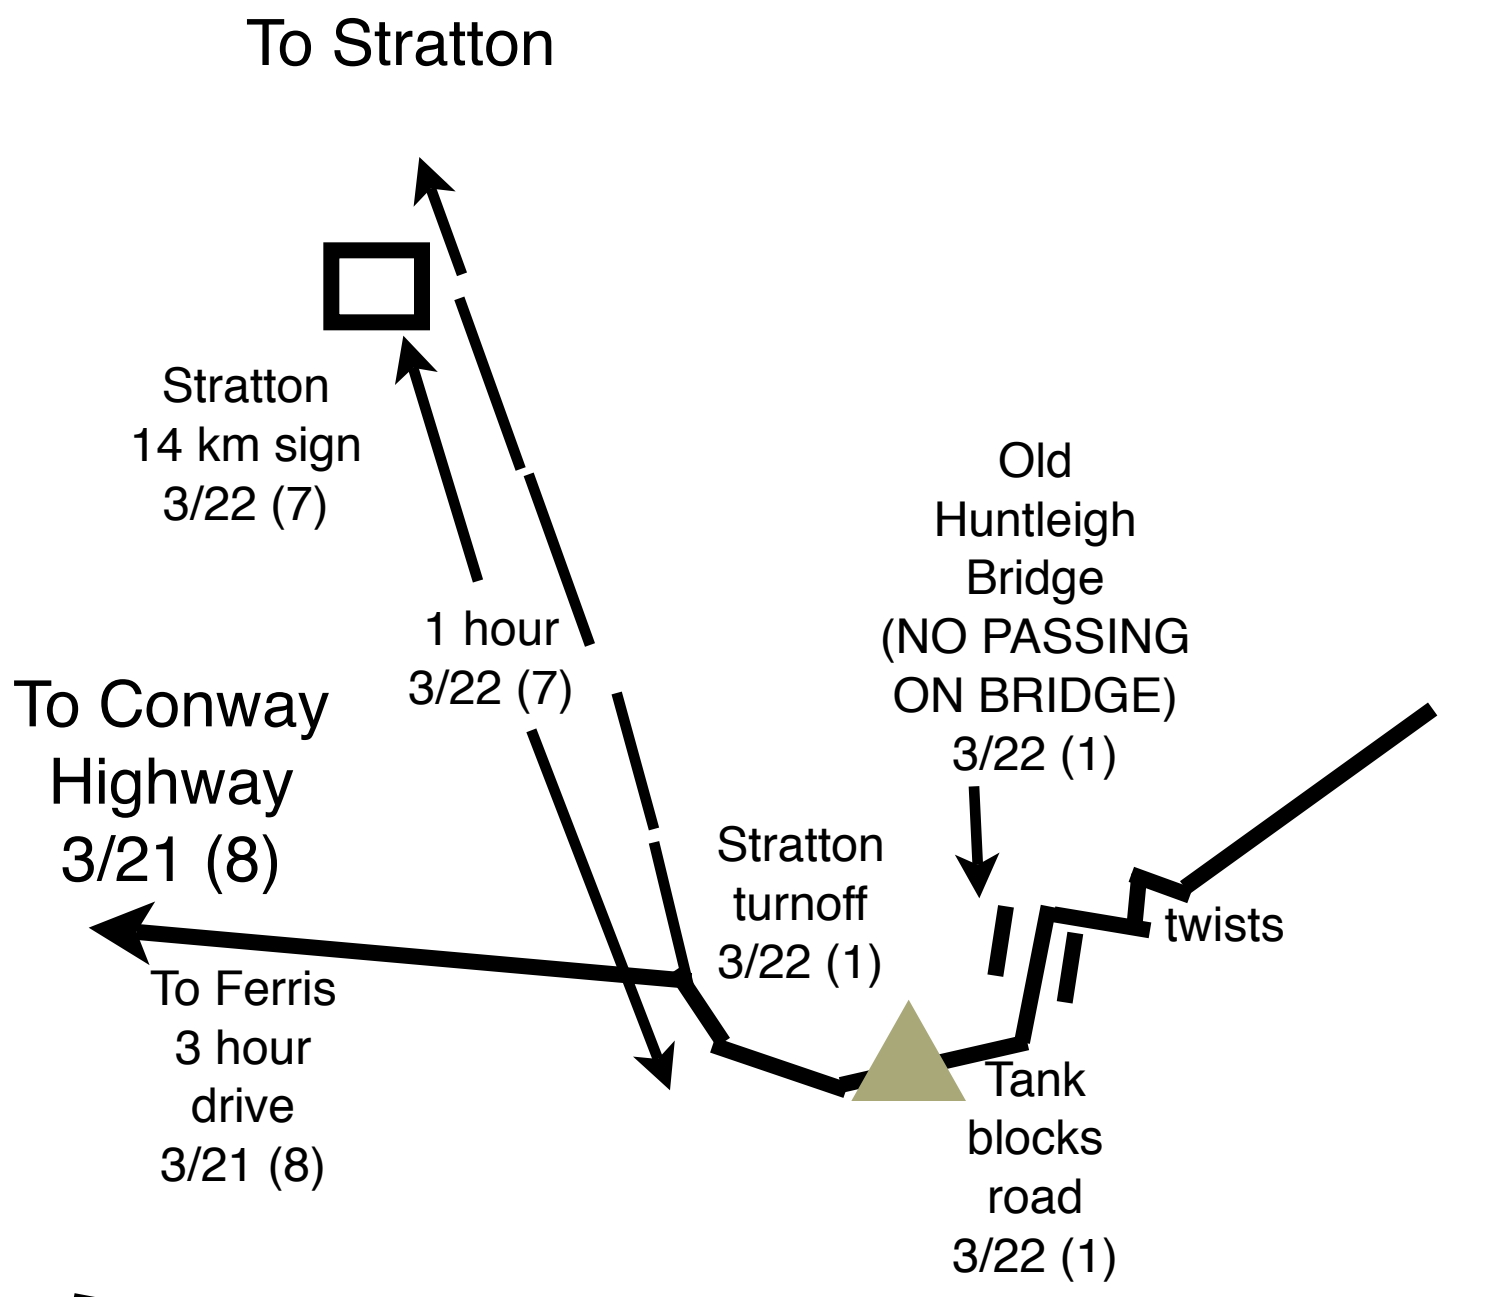 To Stratton
Stratton
14 km sign
3/22 (7)
Old
Huntleigh
Bridge
(NO PASSING
ON BRIDGE)
3/22 (1)
1 hour
3/22 (7)
To Conway
Highway
3/21 (8)
Stratton
turnoff
3/22 (1)
twists
To Ferris
3 hour
drive
3/21 (8)
Tank
blocks
road
3/22 (1)